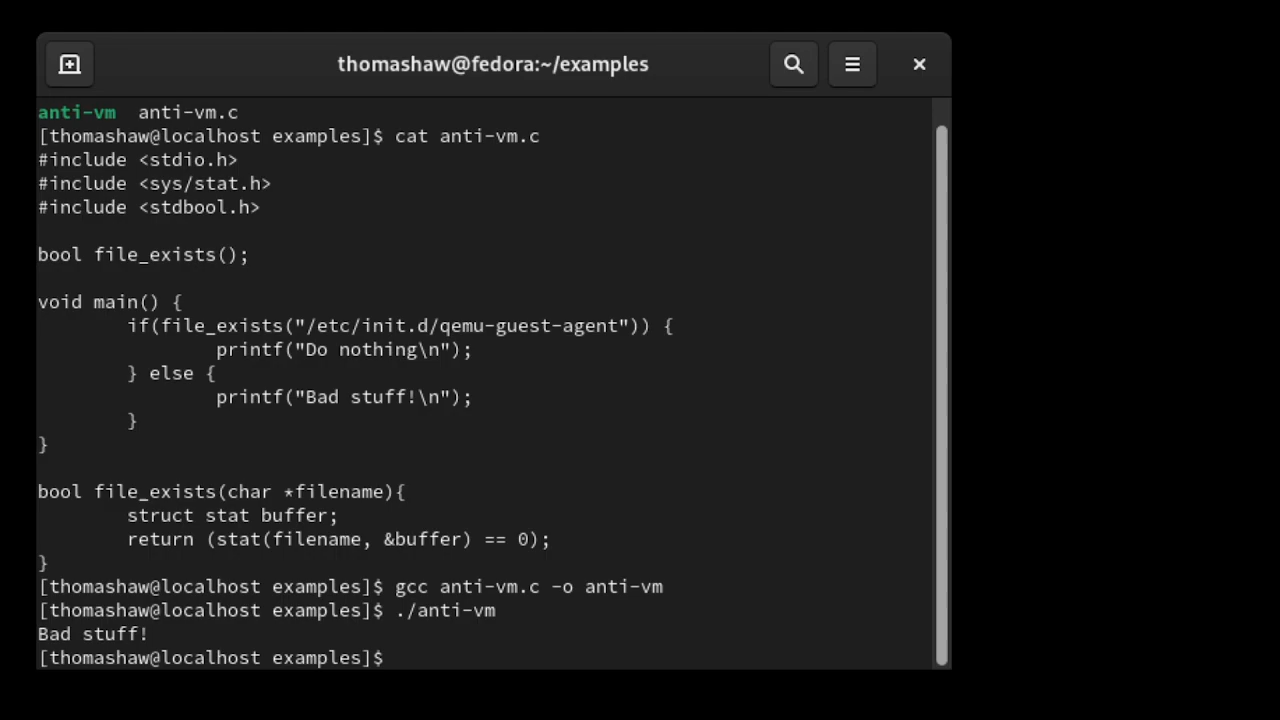 thomashaw@fedora:~/examples
anti-vm  anti-vm.c
[thomashaw@localhost examples]$ cat anti-vm.c
#include <stdio.h>
#include <sys/stat.h>
#include <stdbool.h>

bool file_exists();

void main() {
        if(file_exists("/etc/init.d/qemu-guest-agent")) {
                printf("Do nothing\n");
        } else {
                printf("Bad stuff!\n");
        }
}

bool file_exists(char *filename){
        struct stat buffer;
        return (stat(filename, &buffer) == 0);
}
[thomashaw@localhost examples]$ gcc anti-vm.c -o anti-vm
[thomashaw@localhost examples]$ ./anti-vm
Bad stuff!
[thomashaw@localhost examples]$